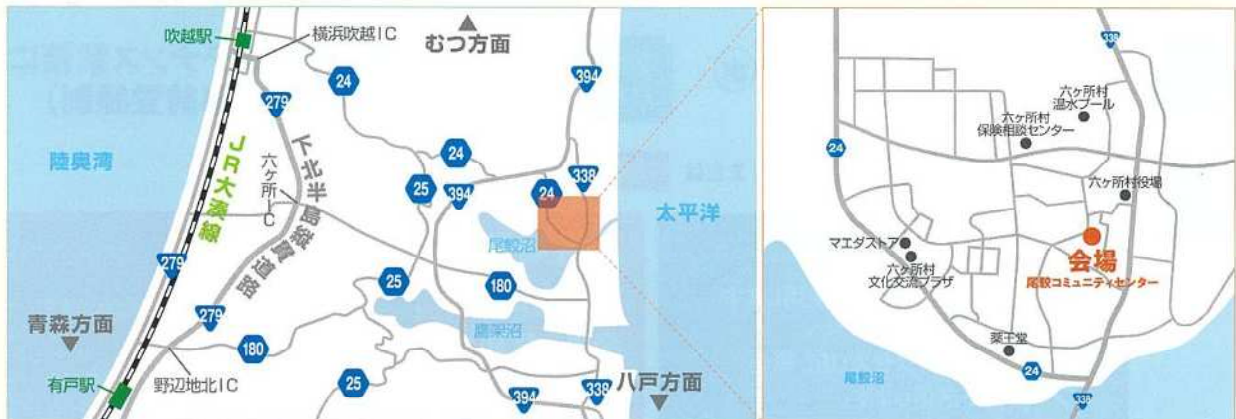 吹越駅
横浜吹越IC
むつ方面
24
394
279
陸奥湾
JR大湊線
下北半島縦貫道路
六ヶ所IC
24
25
394
24
338
太平洋
尾鮫沼
279
25
180
279
鷹架沼
青森方面
180
有戸駅
野辺地北IC
25
394
338
八戸方面
338
六ヶ所村
温水プール
六ヶ所村
保険相談センター
24
六ヶ所村役場
マエダストア
六ヶ所村
文化交流プラザ
会場
尾鮫コミュニティセンター
薬王堂
24
尾鮫沼
338